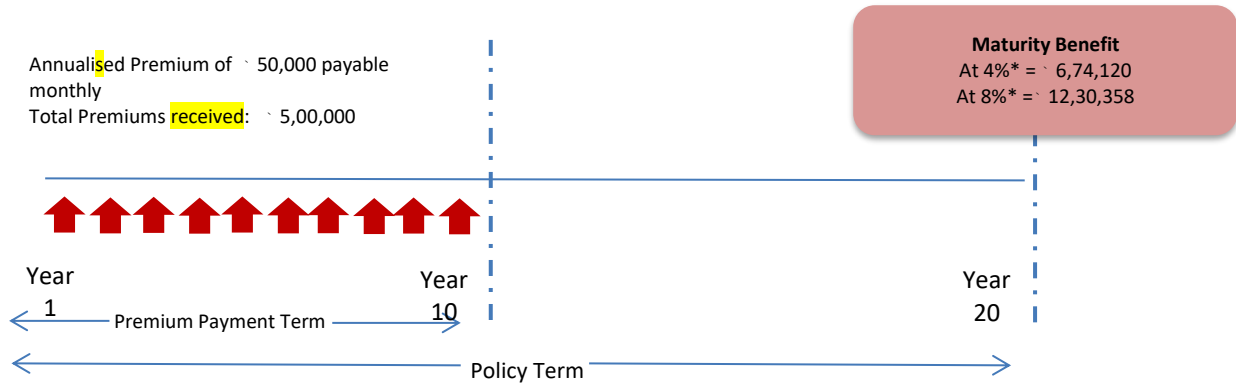 Annualised Premium of ` 50,000 payable
monthly
Total Premiums received: ` 5,00,000
Maturity Benefit
At 4%* = ` 6,74,120
At 8%* = ` 12,30,358
Year
1
Year
10
Year
20
Premium Payment Term
Policy Term